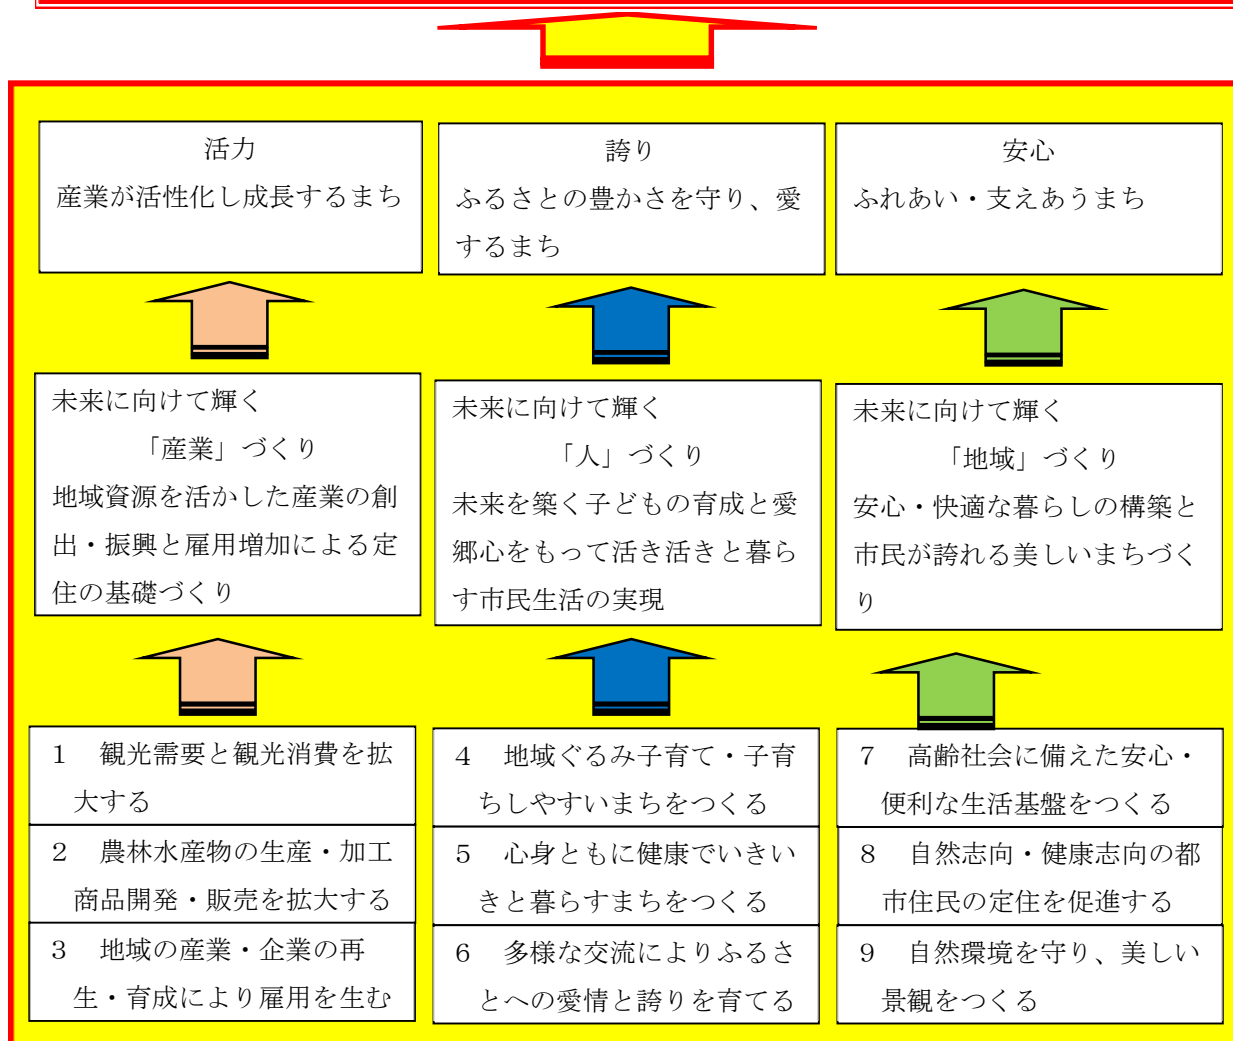 活力
産業が活性化し成長するまち
誇り
ふるさとの豊かさを守り、愛
するまち
安心
ふれあい・支えあうまち
未来に向けて輝く
「産業」づくり
地域資源を活かした産業の創
出・振興と雇用増加による定
住の基礎づくり
未来に向けて輝く
「人」づくり
未来を築く子どもの育成と愛
郷心をもって活き活きと暮ら
す市民生活の実現
未来に向けて輝く
「地域」づくり
安心・快適な暮らしの構築と
市民が誇れる美しいまちづく
り
1　観光需要と観光消費を拡
大する
2　農林水産物の生産・加工
商品開発・販売を拡大する
3　地域の産業・企業の再
生・育成により雇用を生む
4　地域ぐるみ子育て・子育
ちしやすいまちをつくる
5　心身ともに健康でいきい
きと暮らすまちをつくる
6　多様な交流によりふるさ
とへの愛情と誇りを育てる
7　高齢社会に備えた安心・
便利な生活基盤をつくる
8　自然志向・健康志向の都
市住民の定住を促進する
9　自然環境を守り、美しい
景観をつくる